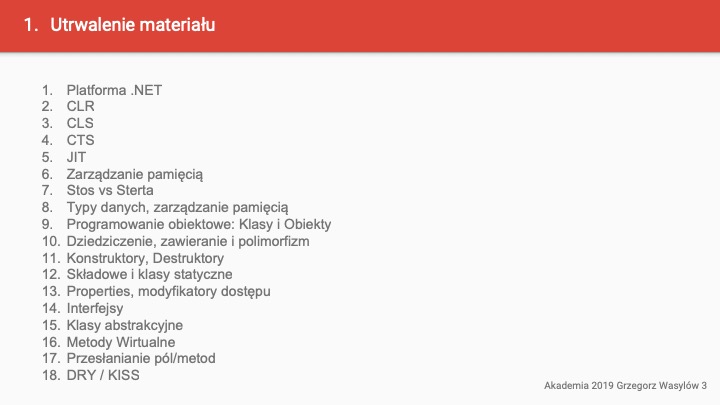 1. Utrwalenie materiału
1. Platforma .NET
2. CLR
3. CLS
4. CTS
5. JIT
6. Zarządzanie pamięcią
7. Stos vs Sterta
8. Typy danych, zarządzanie pamięcią
9. Programowanie obiektowe: Klasy i Obiekty
10. Dziedziczenie, zawieranie i polimorfizm
11. Konstruktory, Destruktory
12. Składowe i klasy statyczne
13. Properties, modyfikatory dostępu
14. Interfejsy
15. Klasy abstrakcyjne
16. Metody Wirtualne
17. Przesłanianie pól/metod
18. DRY / KISS
Akademia 2019 Grzegorz Wasylów 3